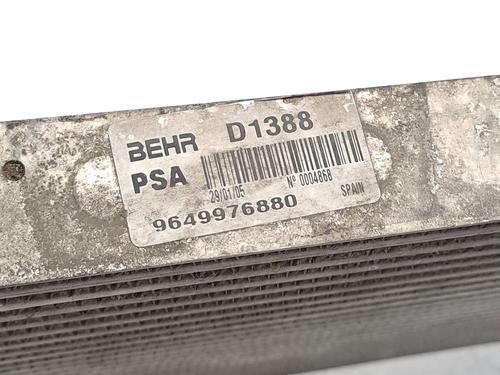 BEHR D1388
PSA
29/01/05 Nº 0004868 SPAIN
9649976880